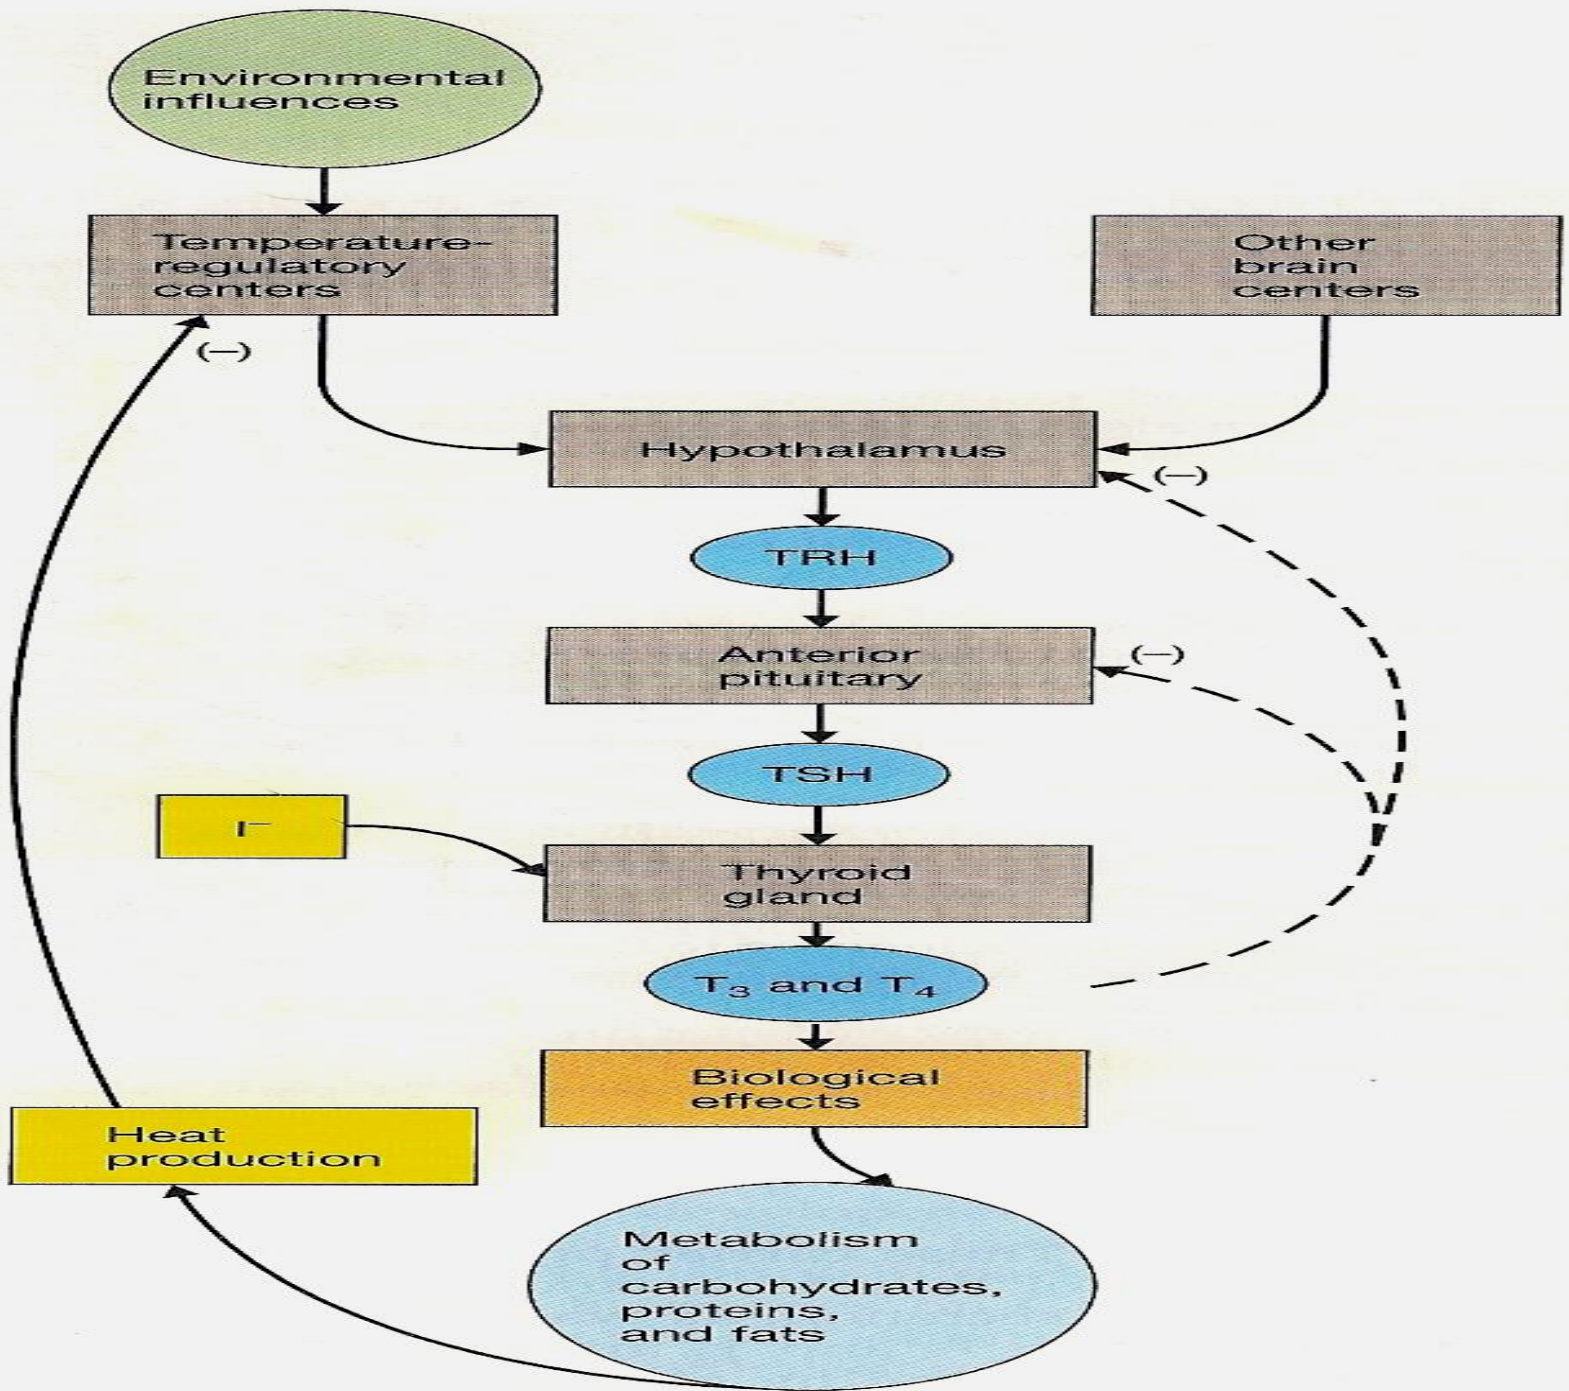 Environmental
influences
Temperature-
regulatory
centers
Other
brain
centers
(−)
Hypothalamus
(−)
TRH
Anterior
pituitary
(−)
TSH
I⁻
Thyroid
gland
T₃ and T₄
Biological
effects
Heat
production
Metabolism
of
carbohydrates,
proteins,
and fats